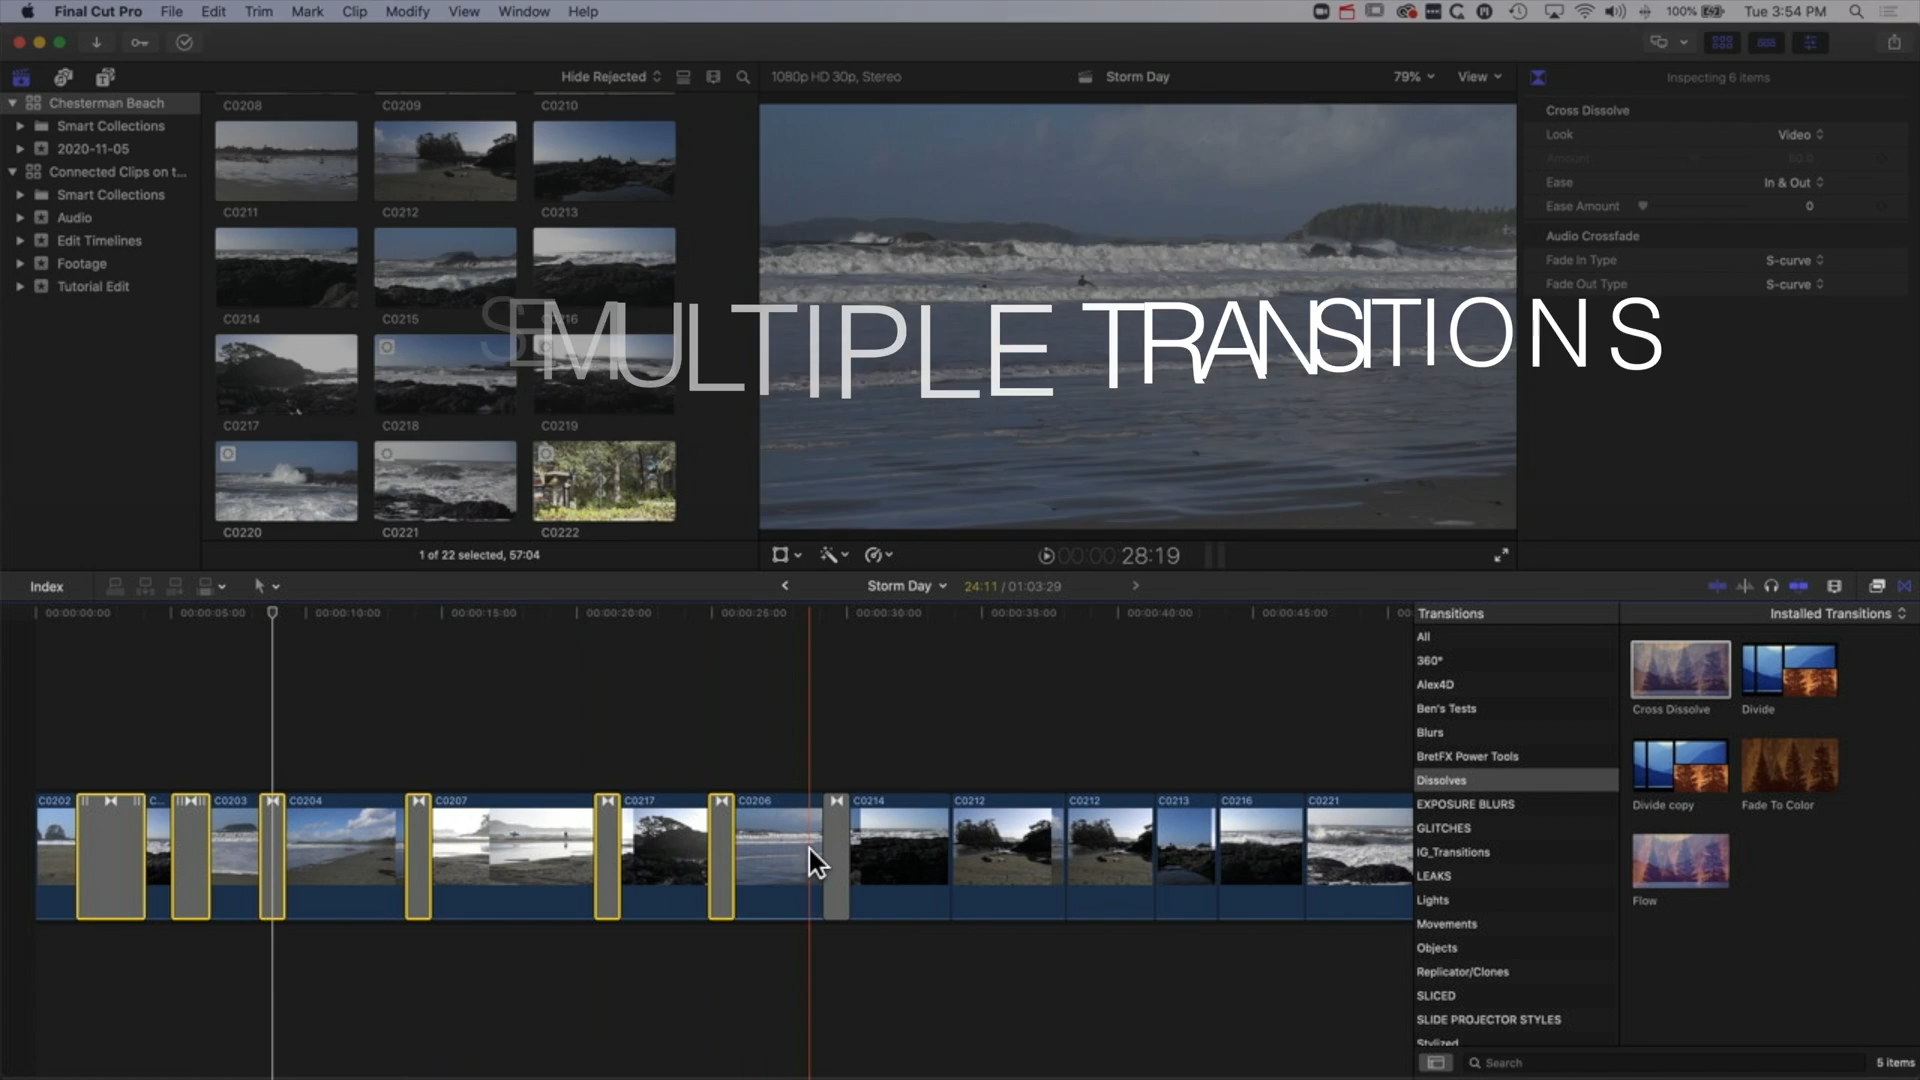 Final Cut Pro File Edit Trim Mark Clip Modify View Window Help 100% Tue 3:54 PM
Hide Rejected 1080p HD 30p, Stereo Storm Day 79% View Inspecting 6 items
Chesterman Beach
Smart Collections
2020-11-05
Connected Clips on t...
Smart Collections
Audio
Edit Timelines
Footage
Tutorial Edit
C0208 C0209 C0210
C0211 C0212 C0213
C0214 C0215
C0217 C0218 C0219
C0220 C0221 C0222
1 of 22 selected, 57:04
MULTIPLE TRANSITIONS
00:00:00 28:19
Cross Dissolve
Look Video
Amount 50.0
Ease In & Out
Ease Amount 0
Audio Crossfade
Fade In Type S-curve
Fade Out Type S-curve
Index Storm Day 24:11 / 01:03:29
00:00:00:00 00:00:05:00 00:00:10:00 00:00:15:00 00:00:20:00 00:00:25:00 00:00:30:00 00:00:35:00 00:00:40:00 00:00:45:00 00:
C0202 C... C0203 C0204 C0207 C0217 C0206 C0214 C0212 C0212 C0213 C0216 C0221
Transitions
All
360°
Alex4D
Ben's Tests
Blurs
BretFX Power Tools
Dissolves
EXPOSURE BLURS
GLITCHES
IG_Transitions
LEAKS
Lights
Movements
Objects
Replicator/Clones
SLICED
SLIDE PROJECTOR STYLES
Stylized
Installed Transitions
Cross Dissolve Divide
Divide copy Fade To Color
Flow
Search 5 items